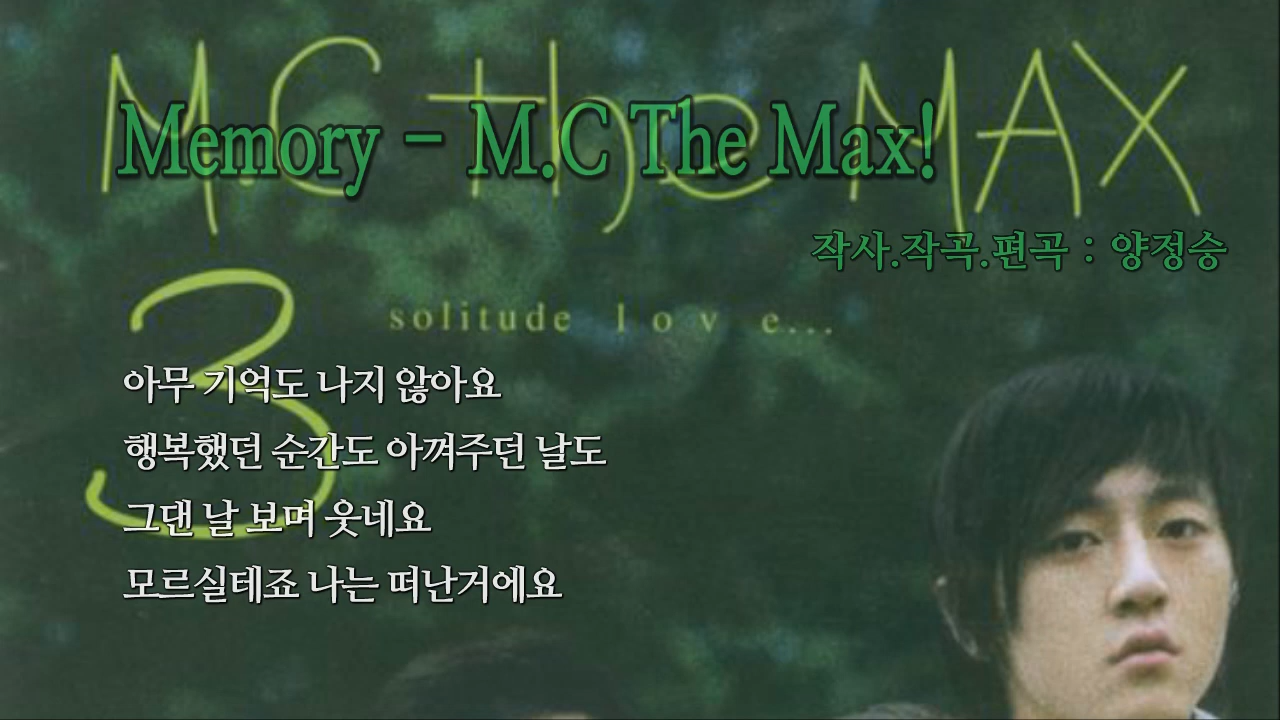 M.C the MAX
Memory - M.C The Max!
작사.작곡.편곡 : 양정승
3
solitude l o v e...
아무 기억도 나지 않아요
행복했던 순간도 아껴주던 날도
그댄 날 보며 웃네요
모르실테죠 나는 떠난거에요